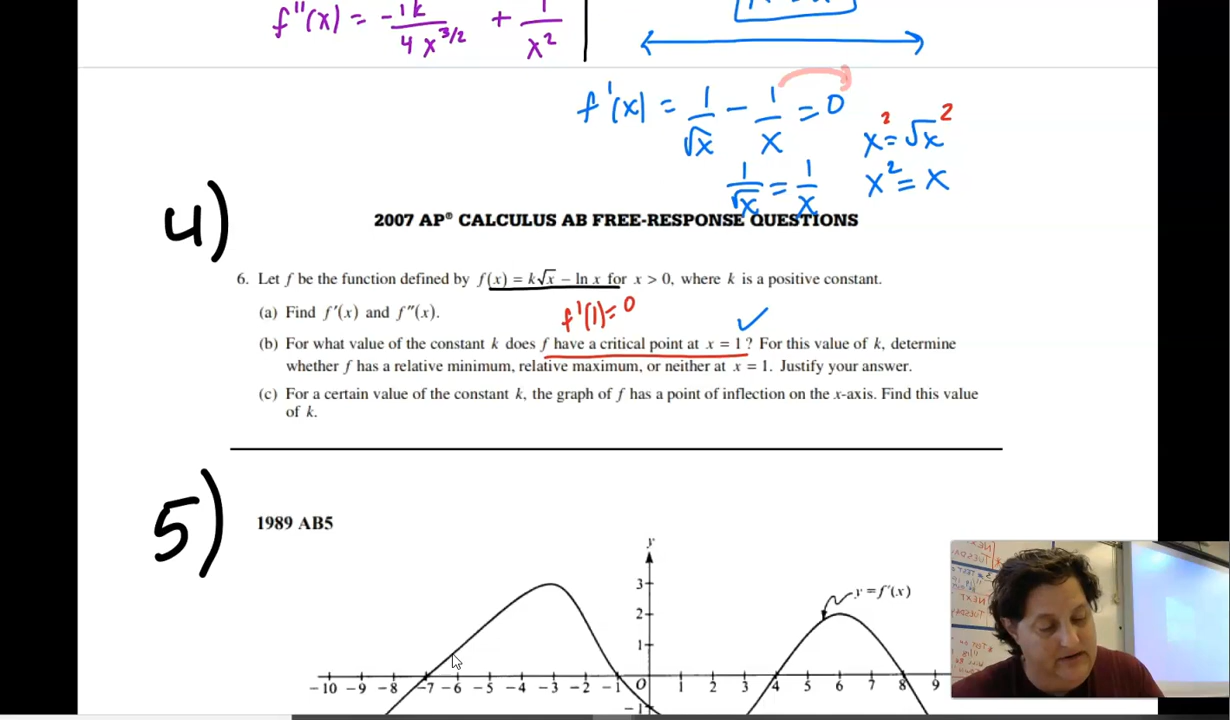 f''(x) = -1k/4x^3/2 + 1/x^2
f'(x) = 1/√x - 1/x = 0
x^2 = √x^2
1/√x = 1/x
x^2 = x
4)
2007 AP® CALCULUS AB FREE-RESPONSE QUESTIONS
6. Let f be the function defined by f(x) = k√x – ln x for x > 0, where k is a positive constant.
(a) Find f′(x) and f″(x).
f'(1)=0
(b) For what value of the constant k does f have a critical point at x = 1? For this value of k, determine
whether f has a relative minimum, relative maximum, or neither at x = 1. Justify your answer.
(c) For a certain value of the constant k, the graph of f has a point of inflection on the x-axis. Find this value
of k.
5)
1989 AB5
y
3
y = f′(x)
2
1
-10 -9 -8 -7 -6 -5 -4 -3 -2 -1 O 1 2 3 4 5 6 7 8 9
-1